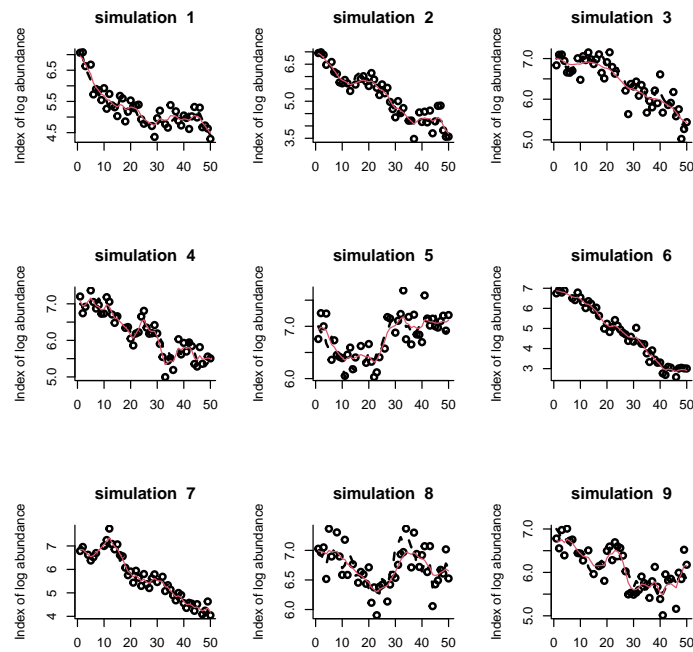 simulation 1
Index of log abundance
4.5 5.5 6.5
0 10 20 30 40 50
simulation 2
Index of log abundance
3.5 5.0 6.5
0 10 20 30 40 50
simulation 3
Index of log abundance
5.0 6.0 7.0
0 10 20 30 40 50
simulation 4
Index of log abundance
5.0 6.0 7.0
0 10 20 30 40 50
simulation 5
Index of log abundance
6.0 7.0
0 10 20 30 40 50
simulation 6
Index of log abundance
3 4 5 6 7
0 10 20 30 40 50
simulation 7
Index of log abundance
4 5 6 7
0 10 20 30 40 50
simulation 8
Index of log abundance
6.0 6.5 7.0
0 10 20 30 40 50
simulation 9
Index of log abundance
5.0 6.0 7.0
0 10 20 30 40 50